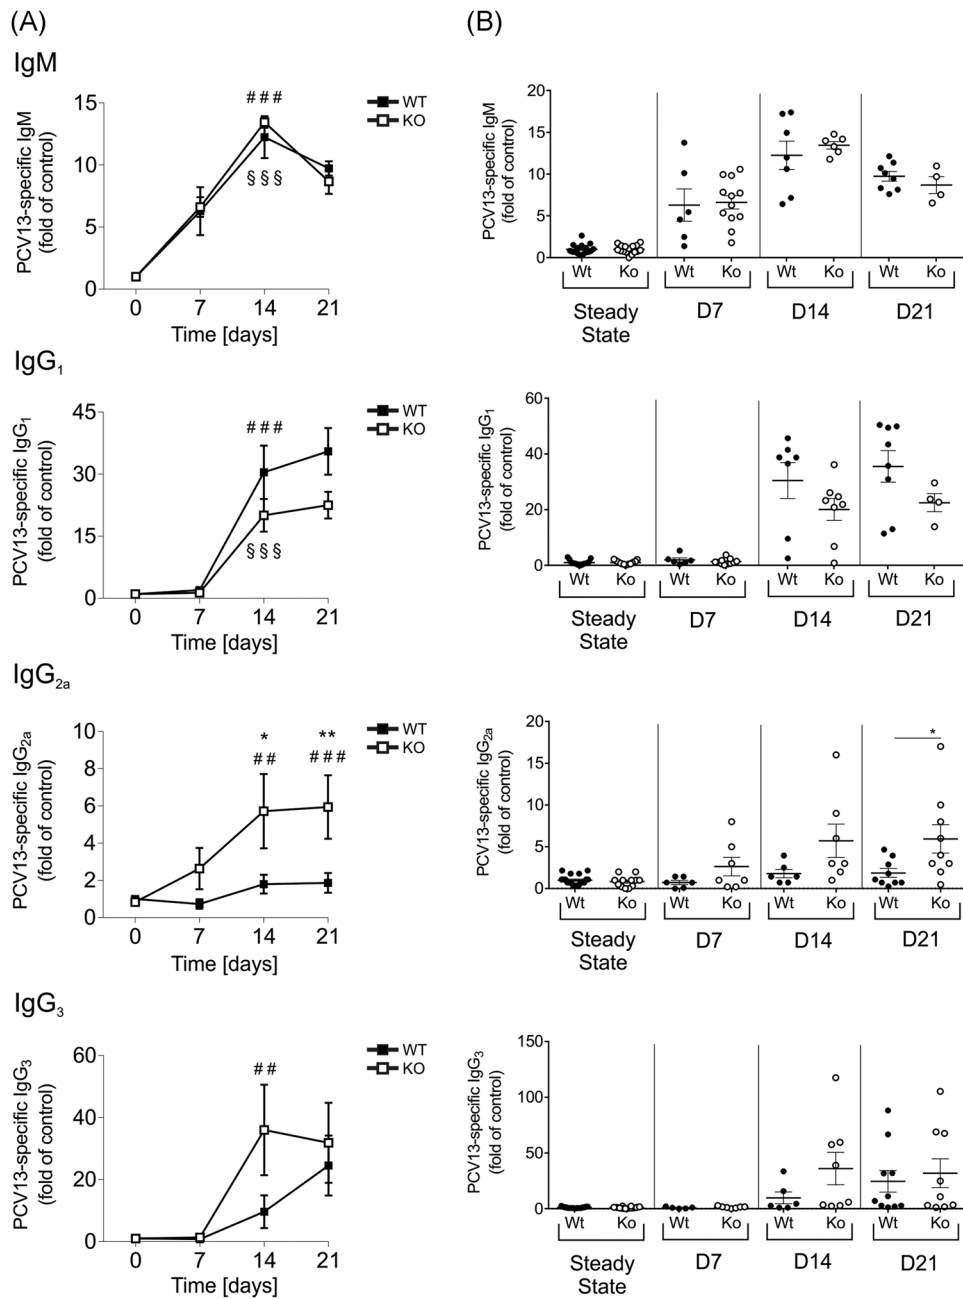 (A)
(B)
IgM
PCV13-specific IgM
(fold of control)
15
10
5
0
###
§§§
WT
KO
0 7 14 21
Time [days]
PCV13-specific IgM
(fold of control)
20
15
10
5
0
Wt Ko Wt Ko Wt Ko Wt Ko
Steady
State
D7
D14
D21
IgG1
PCV13-specific IgG1
(fold of control)
45
30
15
0
###
§§§
WT
KO
0 7 14 21
Time [days]
PCV13-specific IgG1
(fold of control)
60
40
20
0
Wt Ko Wt Ko Wt Ko Wt Ko
Steady
State
D7
D14
D21
IgG2a
PCV13-specific IgG2a
(fold of control)
10
8
6
4
2
0
* **
## ###
WT
KO
0 7 14 21
Time [days]
PCV13-specific IgG2a
(fold of control)
20
15
10
5
0
*
Wt Ko Wt Ko Wt Ko Wt Ko
Steady
State
D7
D14
D21
IgG3
PCV13-specific IgG3
(fold of control)
60
40
20
0
##
WT
KO
0 7 14 21
Time [days]
PCV13-specific IgG3
(fold of control)
150
100
50
0
Wt Ko Wt Ko Wt Ko Wt Ko
Steady
State
D7
D14
D21